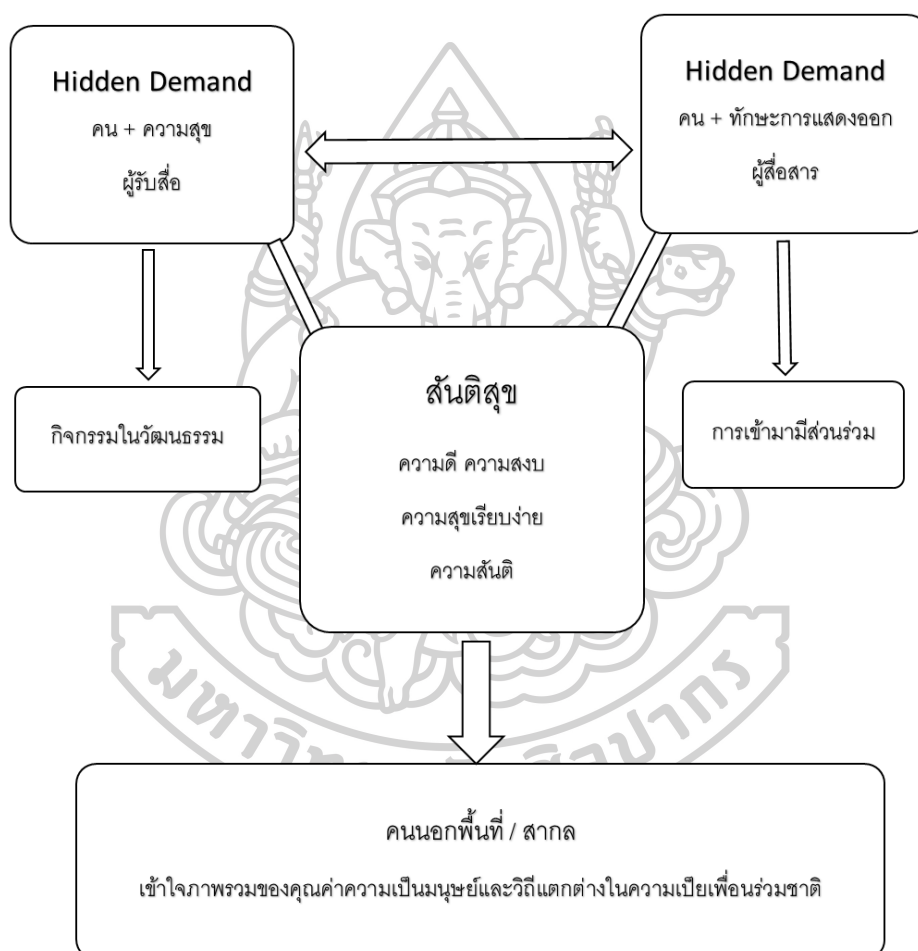 Hidden Demand
คน + ความสุข
ผู้รับสื่อ
Hidden Demand
คน + ทักษะการแสดงออก
ผู้สื่อสาร
กิจกรรมในวัฒนธรรม
สันติสุข
ความดี ความสงบ
ความสุขเรียบง่าย
ความสันติ
การเข้ามามีส่วนร่วม
คนนอกพื้นที่ / สากล
เข้าใจภาพรวมของคุณค่าความเป็นมนุษย์และวิถีแตกต่างในความเปียเพื่อนร่วมชาติ